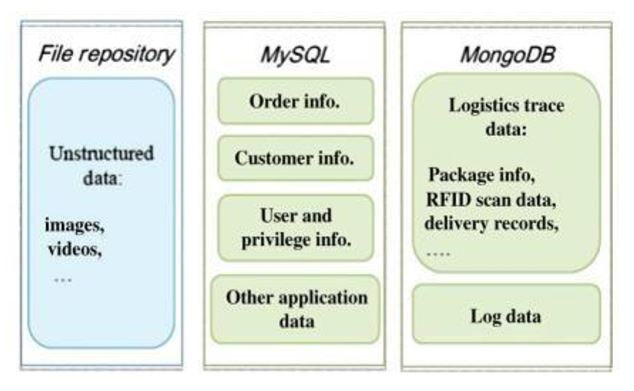 File repository
Unstructured
data:
images,
videos,
...
MySQL
Order info.
Customer info.
User and
privilege info.
Other application
data
MongoDB
Logistics trace
data:
Package info,
RFID scan data,
delivery records,
....
Log data